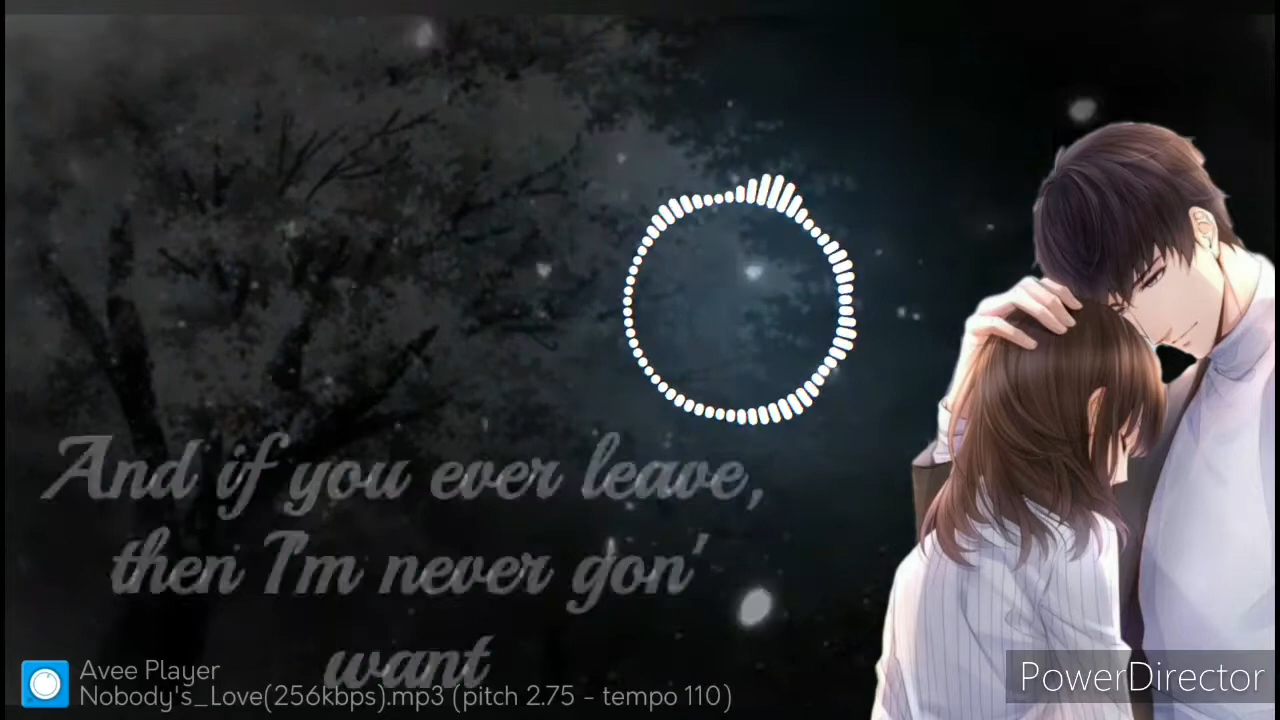 And if you ever leave,
then I'm never gon'
want
Avee Player
Nobody's_Love(256kbps).mp3 (pitch 2.75 - tempo 110)
PowerDirector